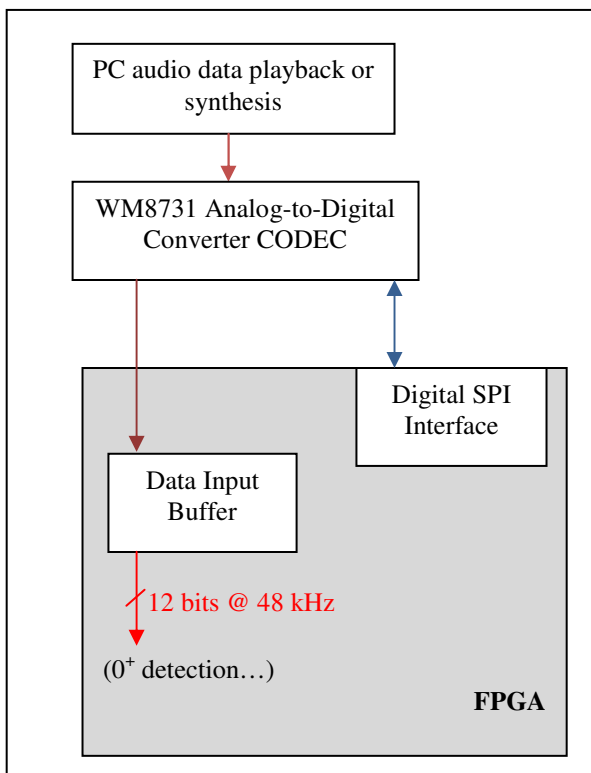 PC audio data playback or
synthesis
WM8731 Analog-to-Digital
Converter CODEC
Digital SPI
Interface
Data Input
Buffer
12 bits @ 48 kHz
(0⁺ detection…)
FPGA